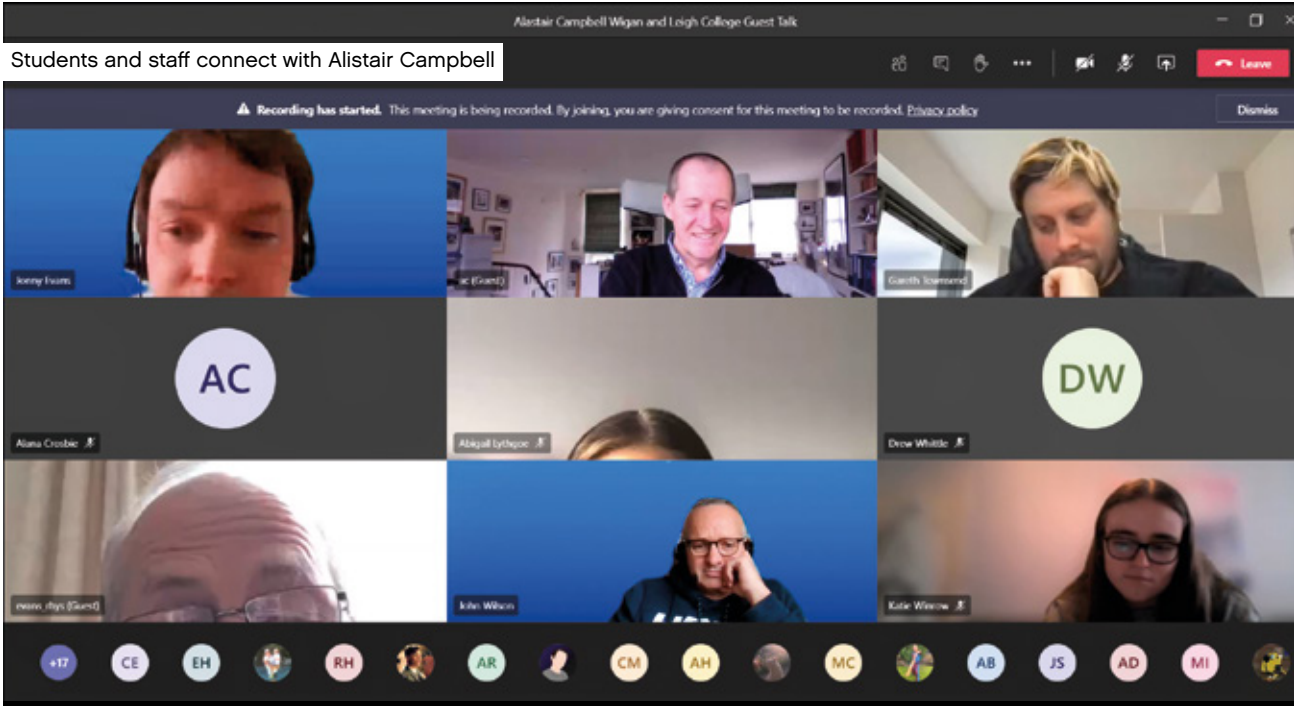 Alastair Campbell Wigan and Leigh College Guest Talk
Students and staff connect with Alistair Campbell
Leave
Recording has started. This meeting is being recorded. By joining, you are giving consent for this meeting to be recorded. Privacy policy
Dismiss
Jonny Evans
ac (Guest)
Gareth Townsend
AC
DW
Alana Crosbie
Abigail Lythgoe
Drew Whittle
evans_rhys (Guest)
John Wilson
Katie Winrow
+17
CE
EH
RH
AR
CM
AH
MC
AB
JS
AD
MI